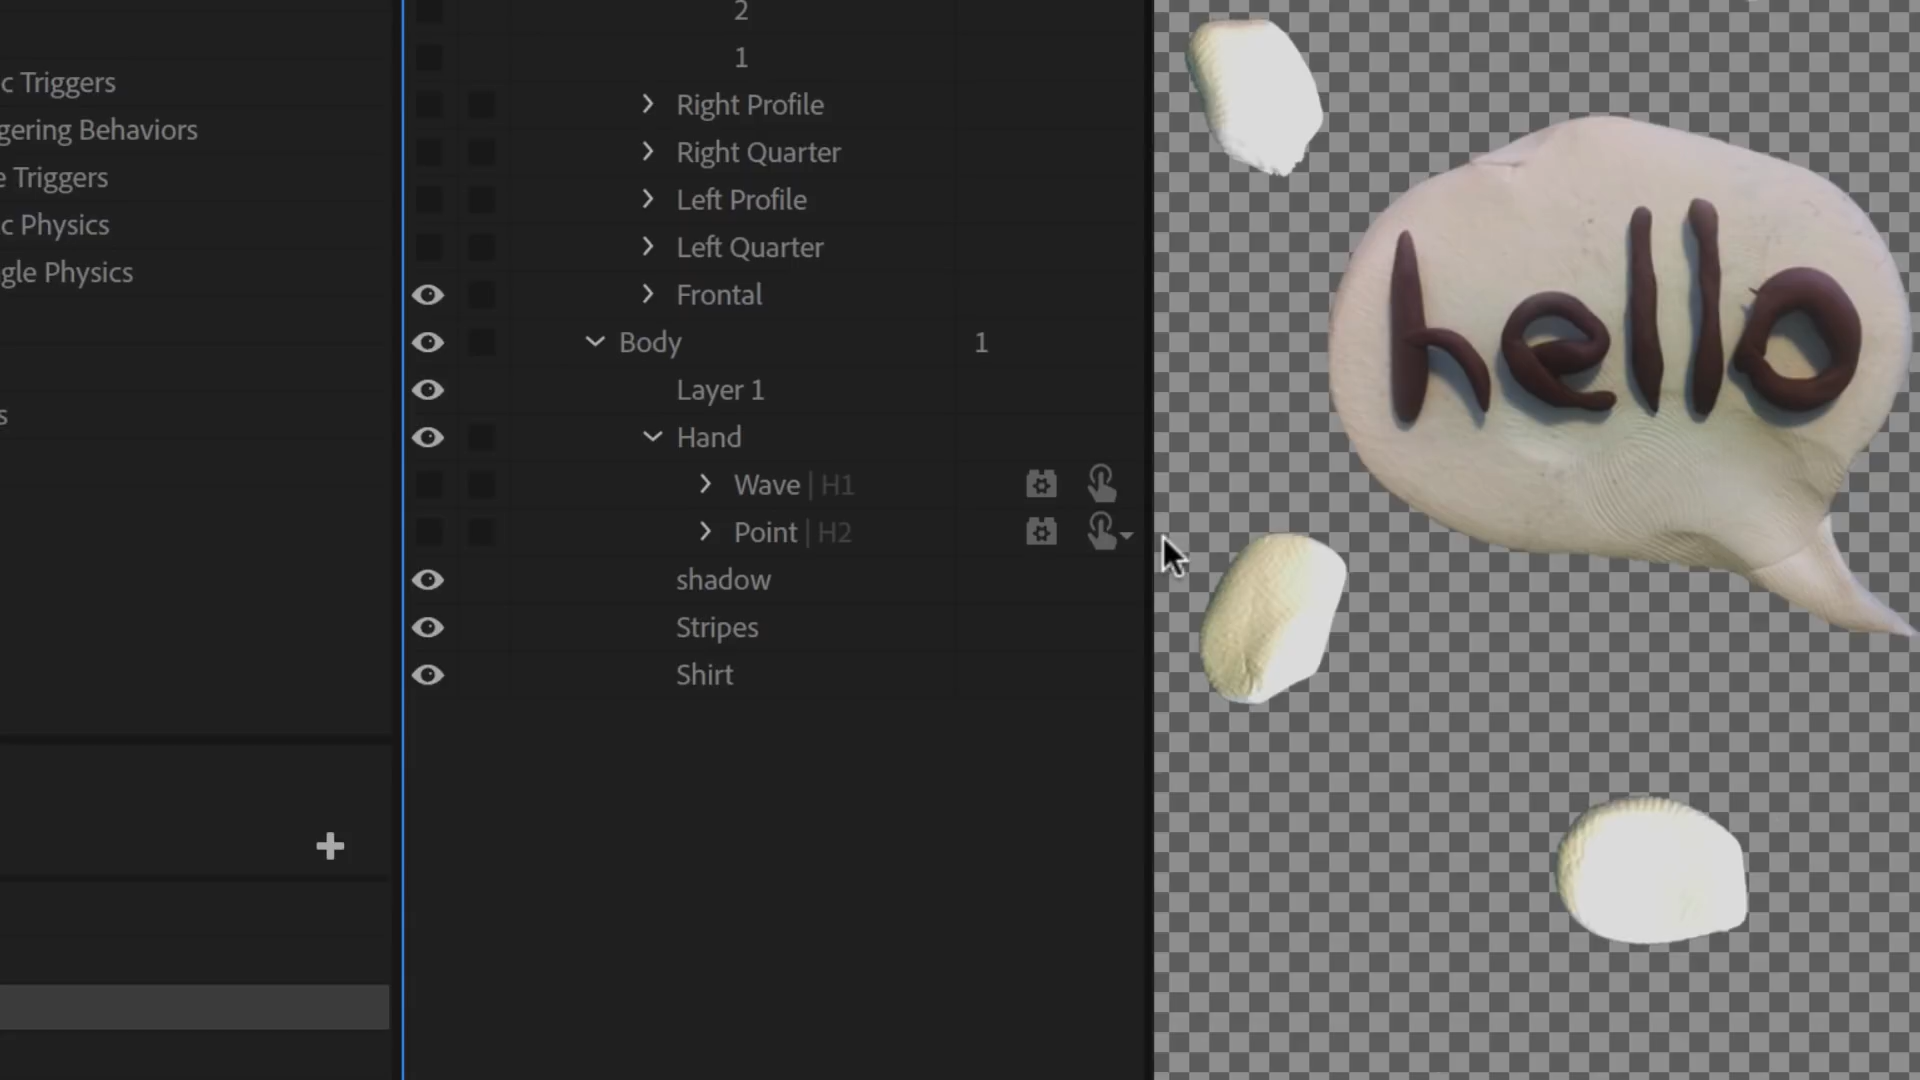 c Triggers
gering Behaviors
e Triggers
c Physics
gle Physics
s
2
1
Right Profile
Right Quarter
Left Profile
Left Quarter
Frontal
Body 1
Layer 1
Hand
Wave | H1
Point | H2
shadow
Stripes
Shirt
hello